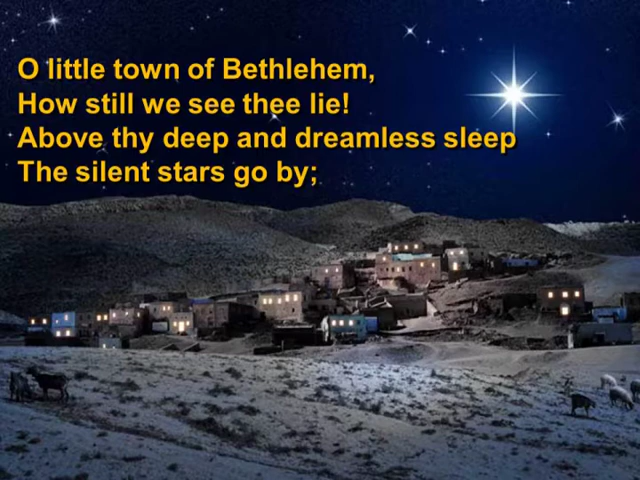 O little town of Bethlehem,
How still we see thee lie!
Above thy deep and dreamless sleep
The silent stars go by;